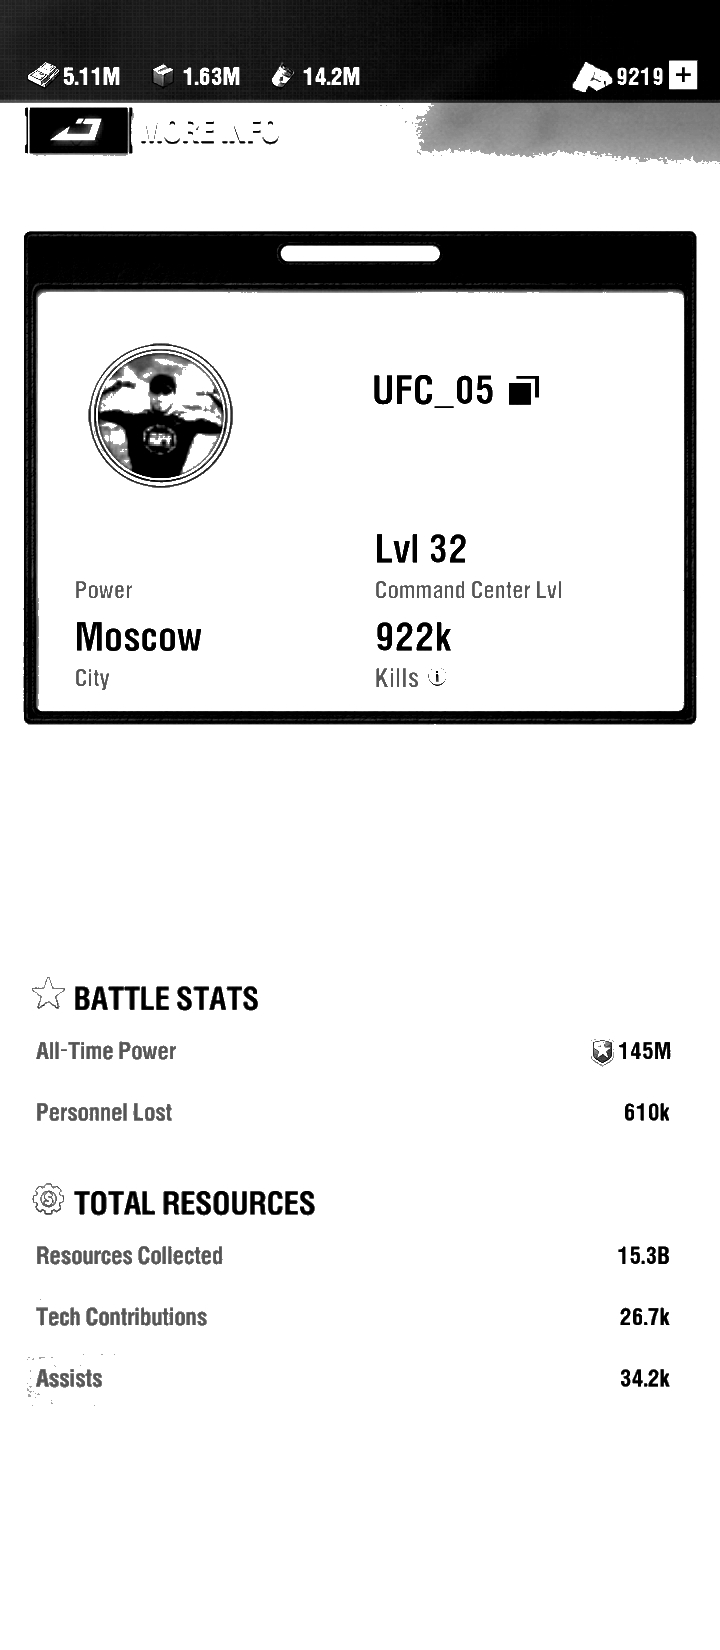 5.11M 1.63M 14.2M 9219 +
MORE INFO
UFC_05
Lvl 32
Power Command Center Lvl
Moscow 922k
City Kills
BATTLE STATS
All-Time Power 145M
Personnel Lost 610k
TOTAL RESOURCES
Resources Collected 15.3B
Tech Contributions 26.7k
Assists 34.2k